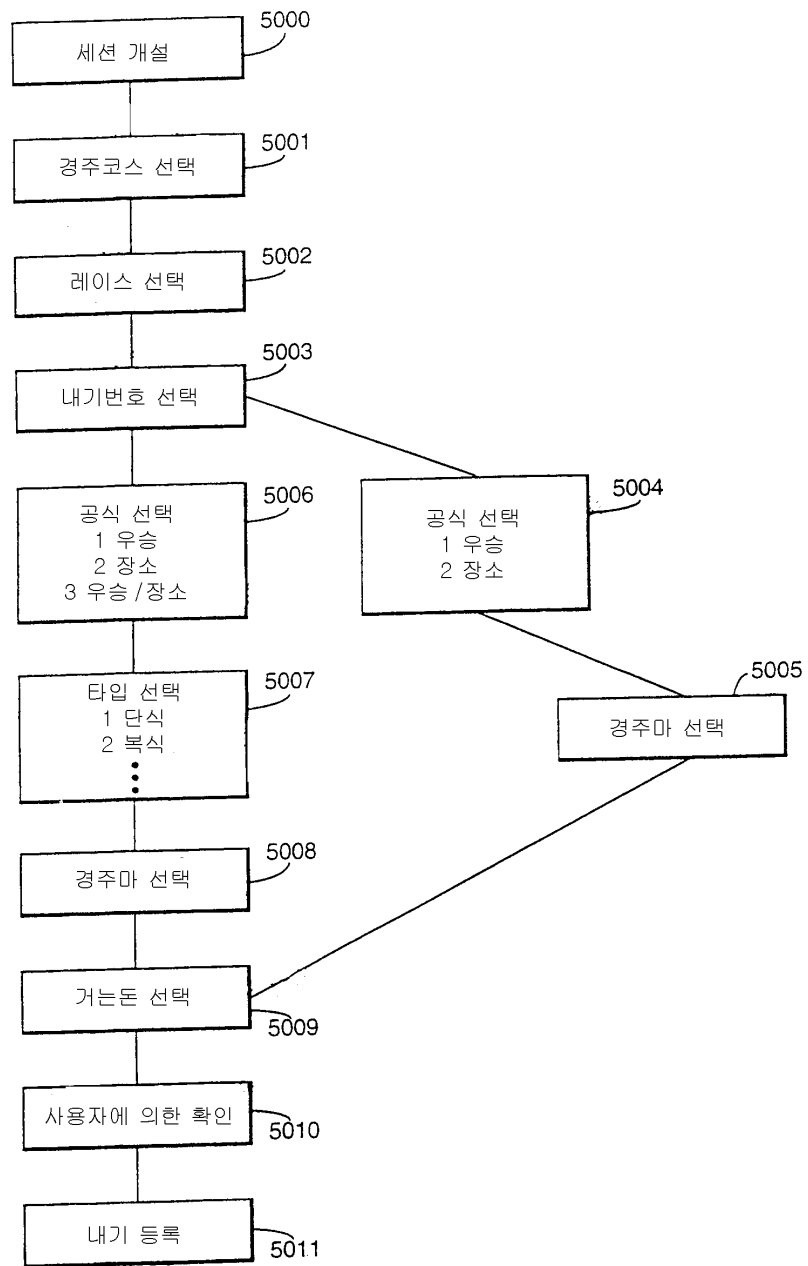 5000
세션 개설
5001
경주코스 선택
5002
레이스 선택
5003
내기번호 선택
5006
공식 선택
1 우승
2 장소
3 우승/장소
5004
공식 선택
1 우승
2 장소
5007
타입 선택
1 단식
2 복식
5005
경주마 선택
5008
경주마 선택
거는돈 선택
5009
사용자에 의한 확인
5010
내기 등록
5011